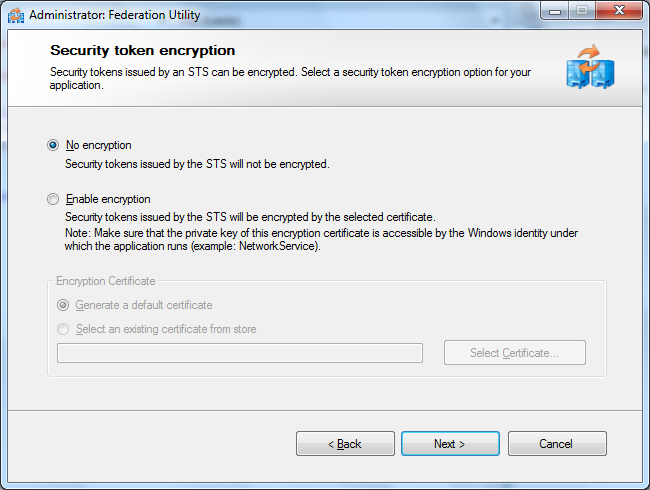 Administrator: Federation Utility
Security token encryption
Security tokens issued by an STS can be encrypted. Select a security token encryption option for your
application.
No encryption
Security tokens issued by the STS will not be encrypted.
Enable encryption
Security tokens issued by the STS will be encrypted by the selected certificate.
Note: Make sure that the private key of this encryption certificate is accessible by the Windows identity under
which the application runs (example: NetworkService).
Encryption Certificate
Generate a default certificate
Select an existing certificate from store
Select Certificate...
< Back
Next >
Cancel